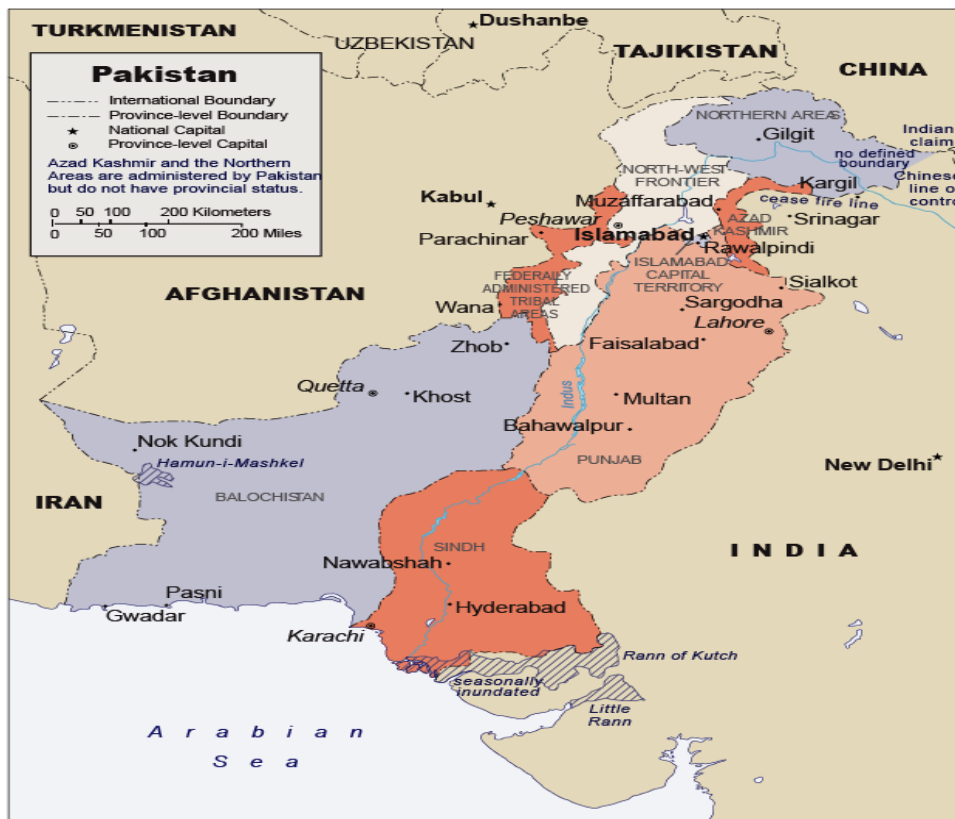 TURKMENISTAN
UZBEKISTAN
Dushanbe
TAJIKISTAN
CHINA
Pakistan
International Boundary
Province-level Boundary
National Capital
Province-level Capital
Azad Kashmir and the Northern
Areas are administered by Pakistan
but do not have provincial status.
0 50 100 200 Kilometers
0 50 100 200 Miles
NORTHERN AREAS
Gilgit
Indian
claim
no defined
boundary
Chinese
line of
contro
NORTH-WEST
FRONTIER
Kargil
cease fire line
Kabul
Muzaffarabad
Peshawar
AZAD
KASHMIR
Srinagar
Parachinar
Islamabad
Rawalpindi
ISLAMABAD
CAPITAL
TERRITORY
FEDERALLY
ADMINISTERED
TRIBAL
AREAS
Sialkot
AFGHANISTAN
Wana
Sargodha
Lahore
Zhob
Faisalabad
Quetta
Khost
Indus
Multan
Bahawalpur
Nok Kundi
Hamun-i-Mashkel
PUNJAB
New Delhi
IRAN
BALOCHISTAN
INDIA
SINDH
Nawabshah
Pasni
Gwadar
Hyderabad
Karachi
Rann of Kutch
seasonally
inundated
Little
Rann
Arabian
Sea